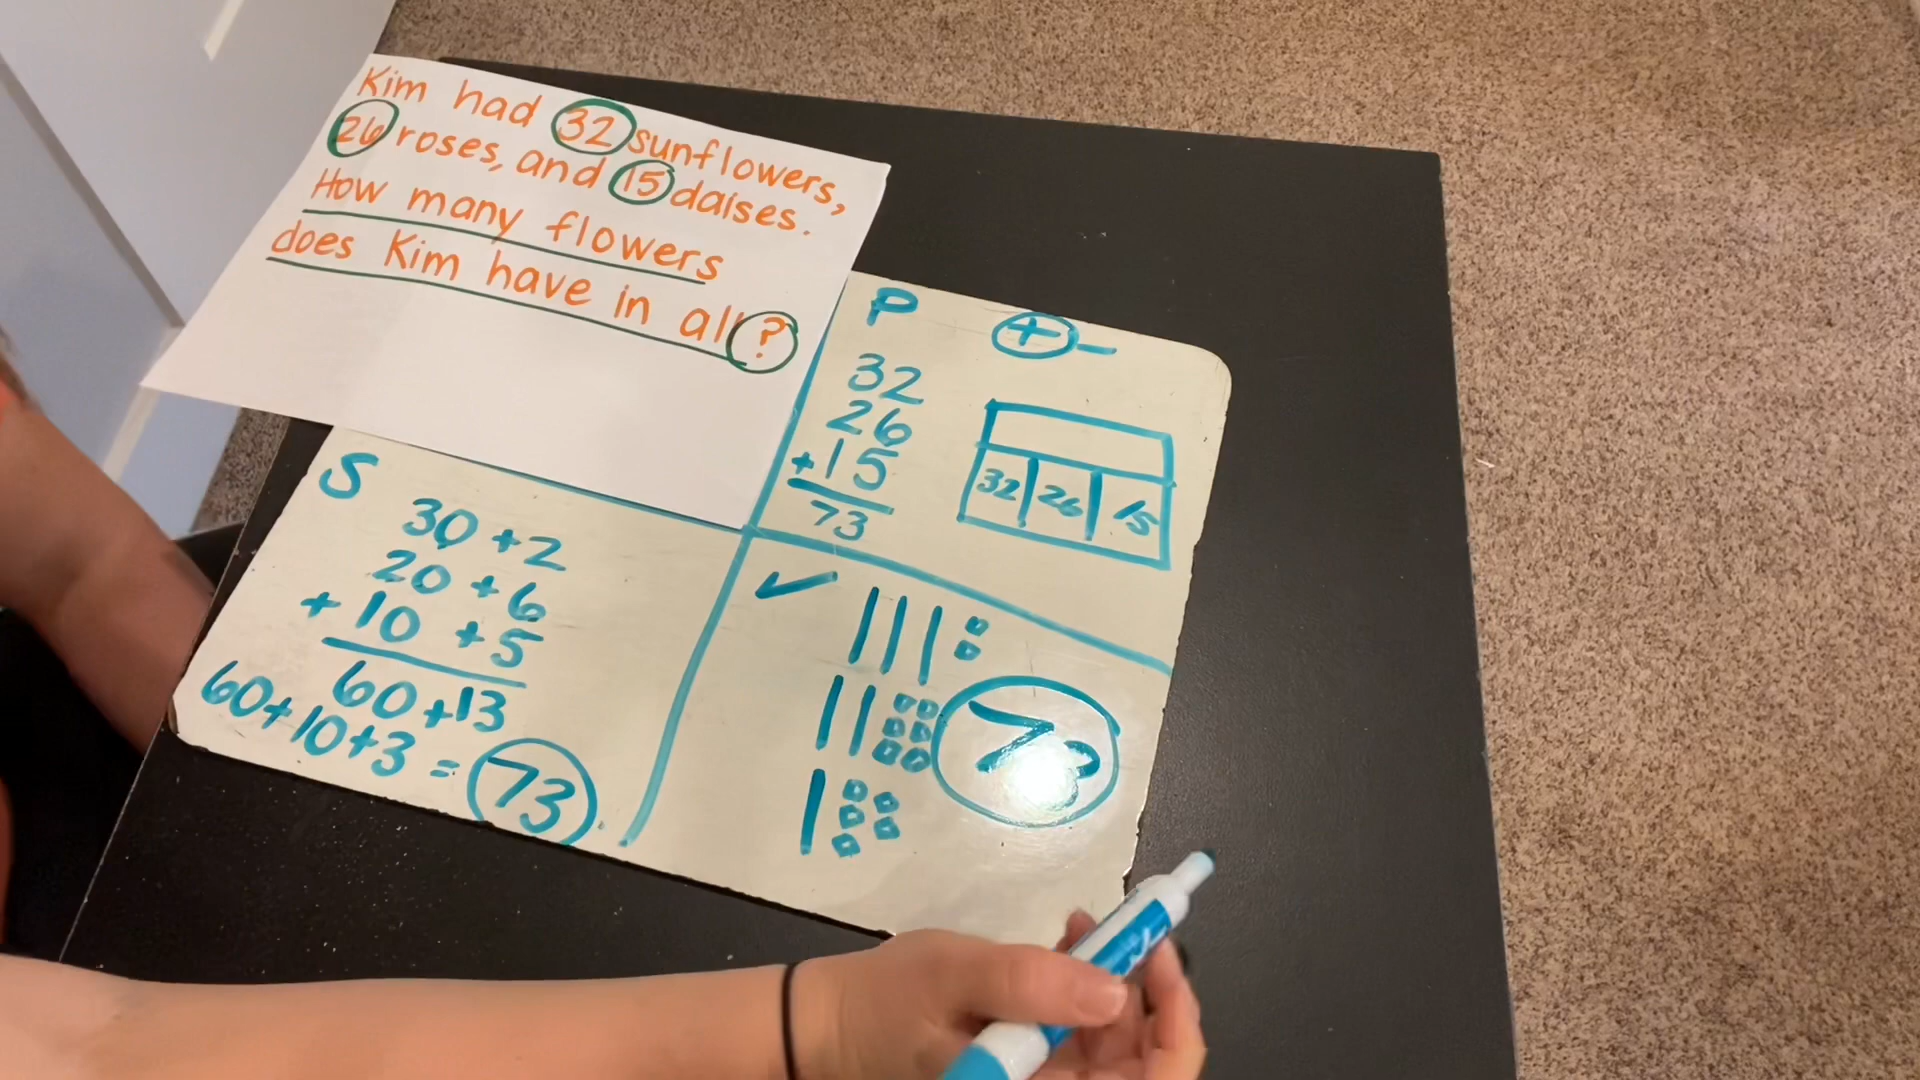 Kim had 32 sunflowers,
26 roses, and 15 daises.
How many flowers
does Kim have in all?
P
+ -
32
26
+15
73
32 26 15
S
30 +2
20 +6
+ 10 +5
60 +13
60+10+3 = 73
✓
73